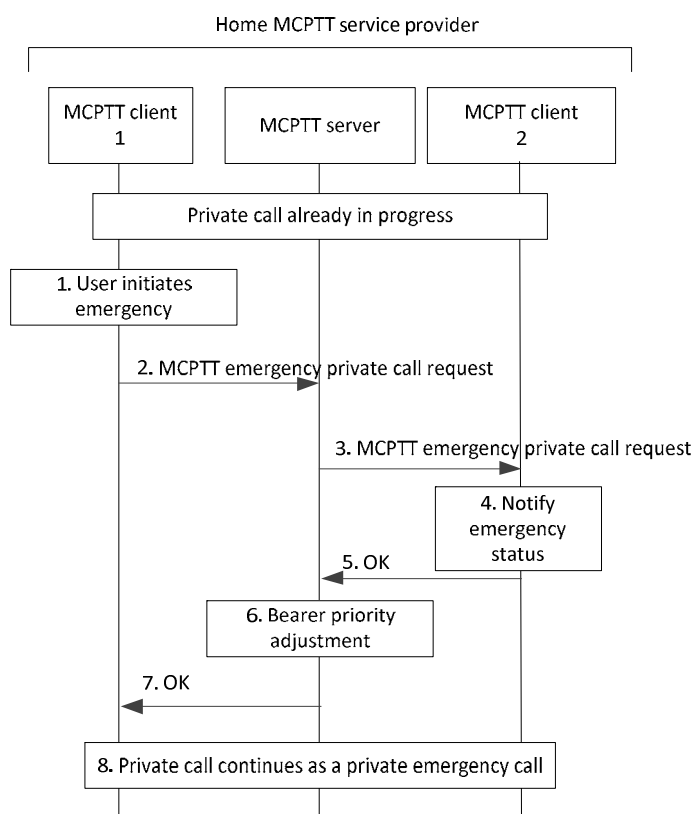 Home MCPTT service provider
MCPTT client
1
MCPTT server
MCPTT client
2
Private call already in progress
1. User initiates
emergency
2. MCPTT emergency private call request
3. MCPTT emergency private call request
4. Notify
emergency
status
5. OK
6. Bearer priority
adjustment
7. OK
8. Private call continues as a private emergency call